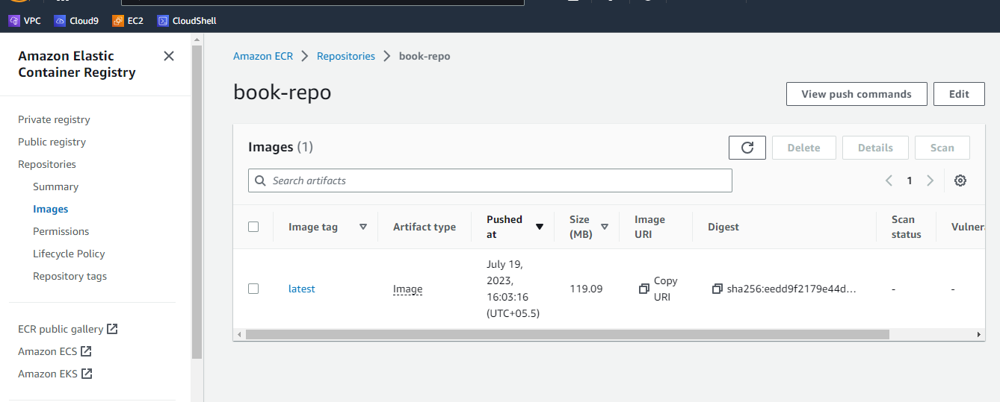 VPC Cloud9 EC2 CloudShell
Amazon Elastic
Container Registry
Private registry
Public registry
Repositories
Summary
Images
Permissions
Lifecycle Policy
Repository tags
ECR public gallery
Amazon ECS
Amazon EKS
Amazon ECR > Repositories > book-repo
book-repo
View push commands Edit
Images (1)
Delete Details Scan
Search artifacts
1
Image tag Artifact type Pushed at Size (MB) Image URI Digest Scan status Vulner
latest Image July 19, 2023, 16:03:16 (UTC+05.5) 119.09 Copy URI sha256:eedd9f2179e44d... - -